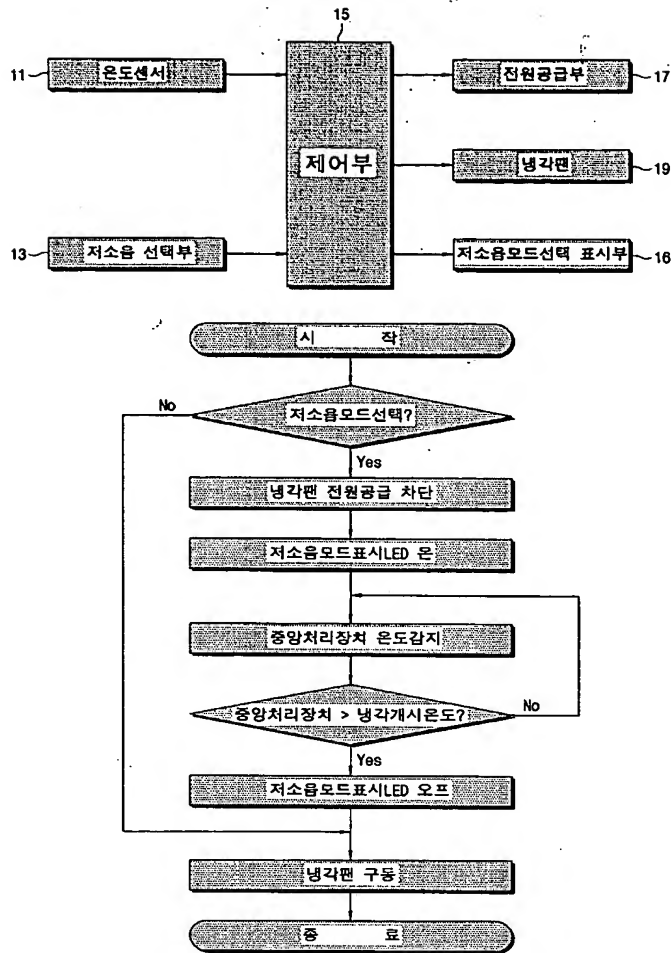 15
11
온도센서
전원공급부
17
제어부
냉각팬
19
13
저소음 선택부
저소음모드선택 표시부
16
시 작
No
저소음모드선택?
Yes
냉각팬 전원공급 차단
저소음모드표시LED 온
중앙처리장치 온도감지
중앙처리장치 > 냉각개시온도?
No
Yes
저소음모드표시LED 오프
냉각팬 구동
종 료